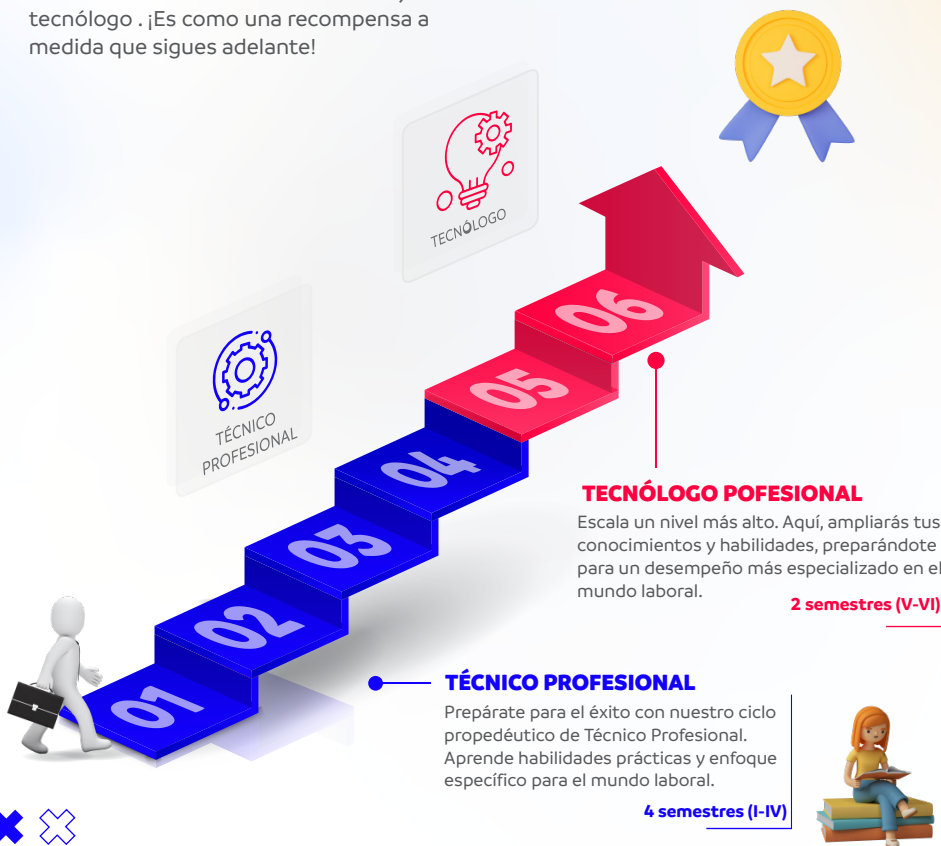 tecnólogo . ¡Es como una recompensa a
medida que sigues adelante!
TECNÓLOGO
TÉCNICO
PROFESIONAL
06
05
04
03
02
01
TECNÓLOGO POFESIONAL
Escala un nivel más alto. Aquí, ampliarás tus
conocimientos y habilidades, preparándote
para un desempeño más especializado en el
mundo laboral.
2 semestres (V-VI)
TÉCNICO PROFESIONAL
Prepárate para el éxito con nuestro ciclo
propedéutico de Técnico Profesional.
Aprende habilidades prácticas y enfoque
específico para el mundo laboral.
4 semestres (I-IV)